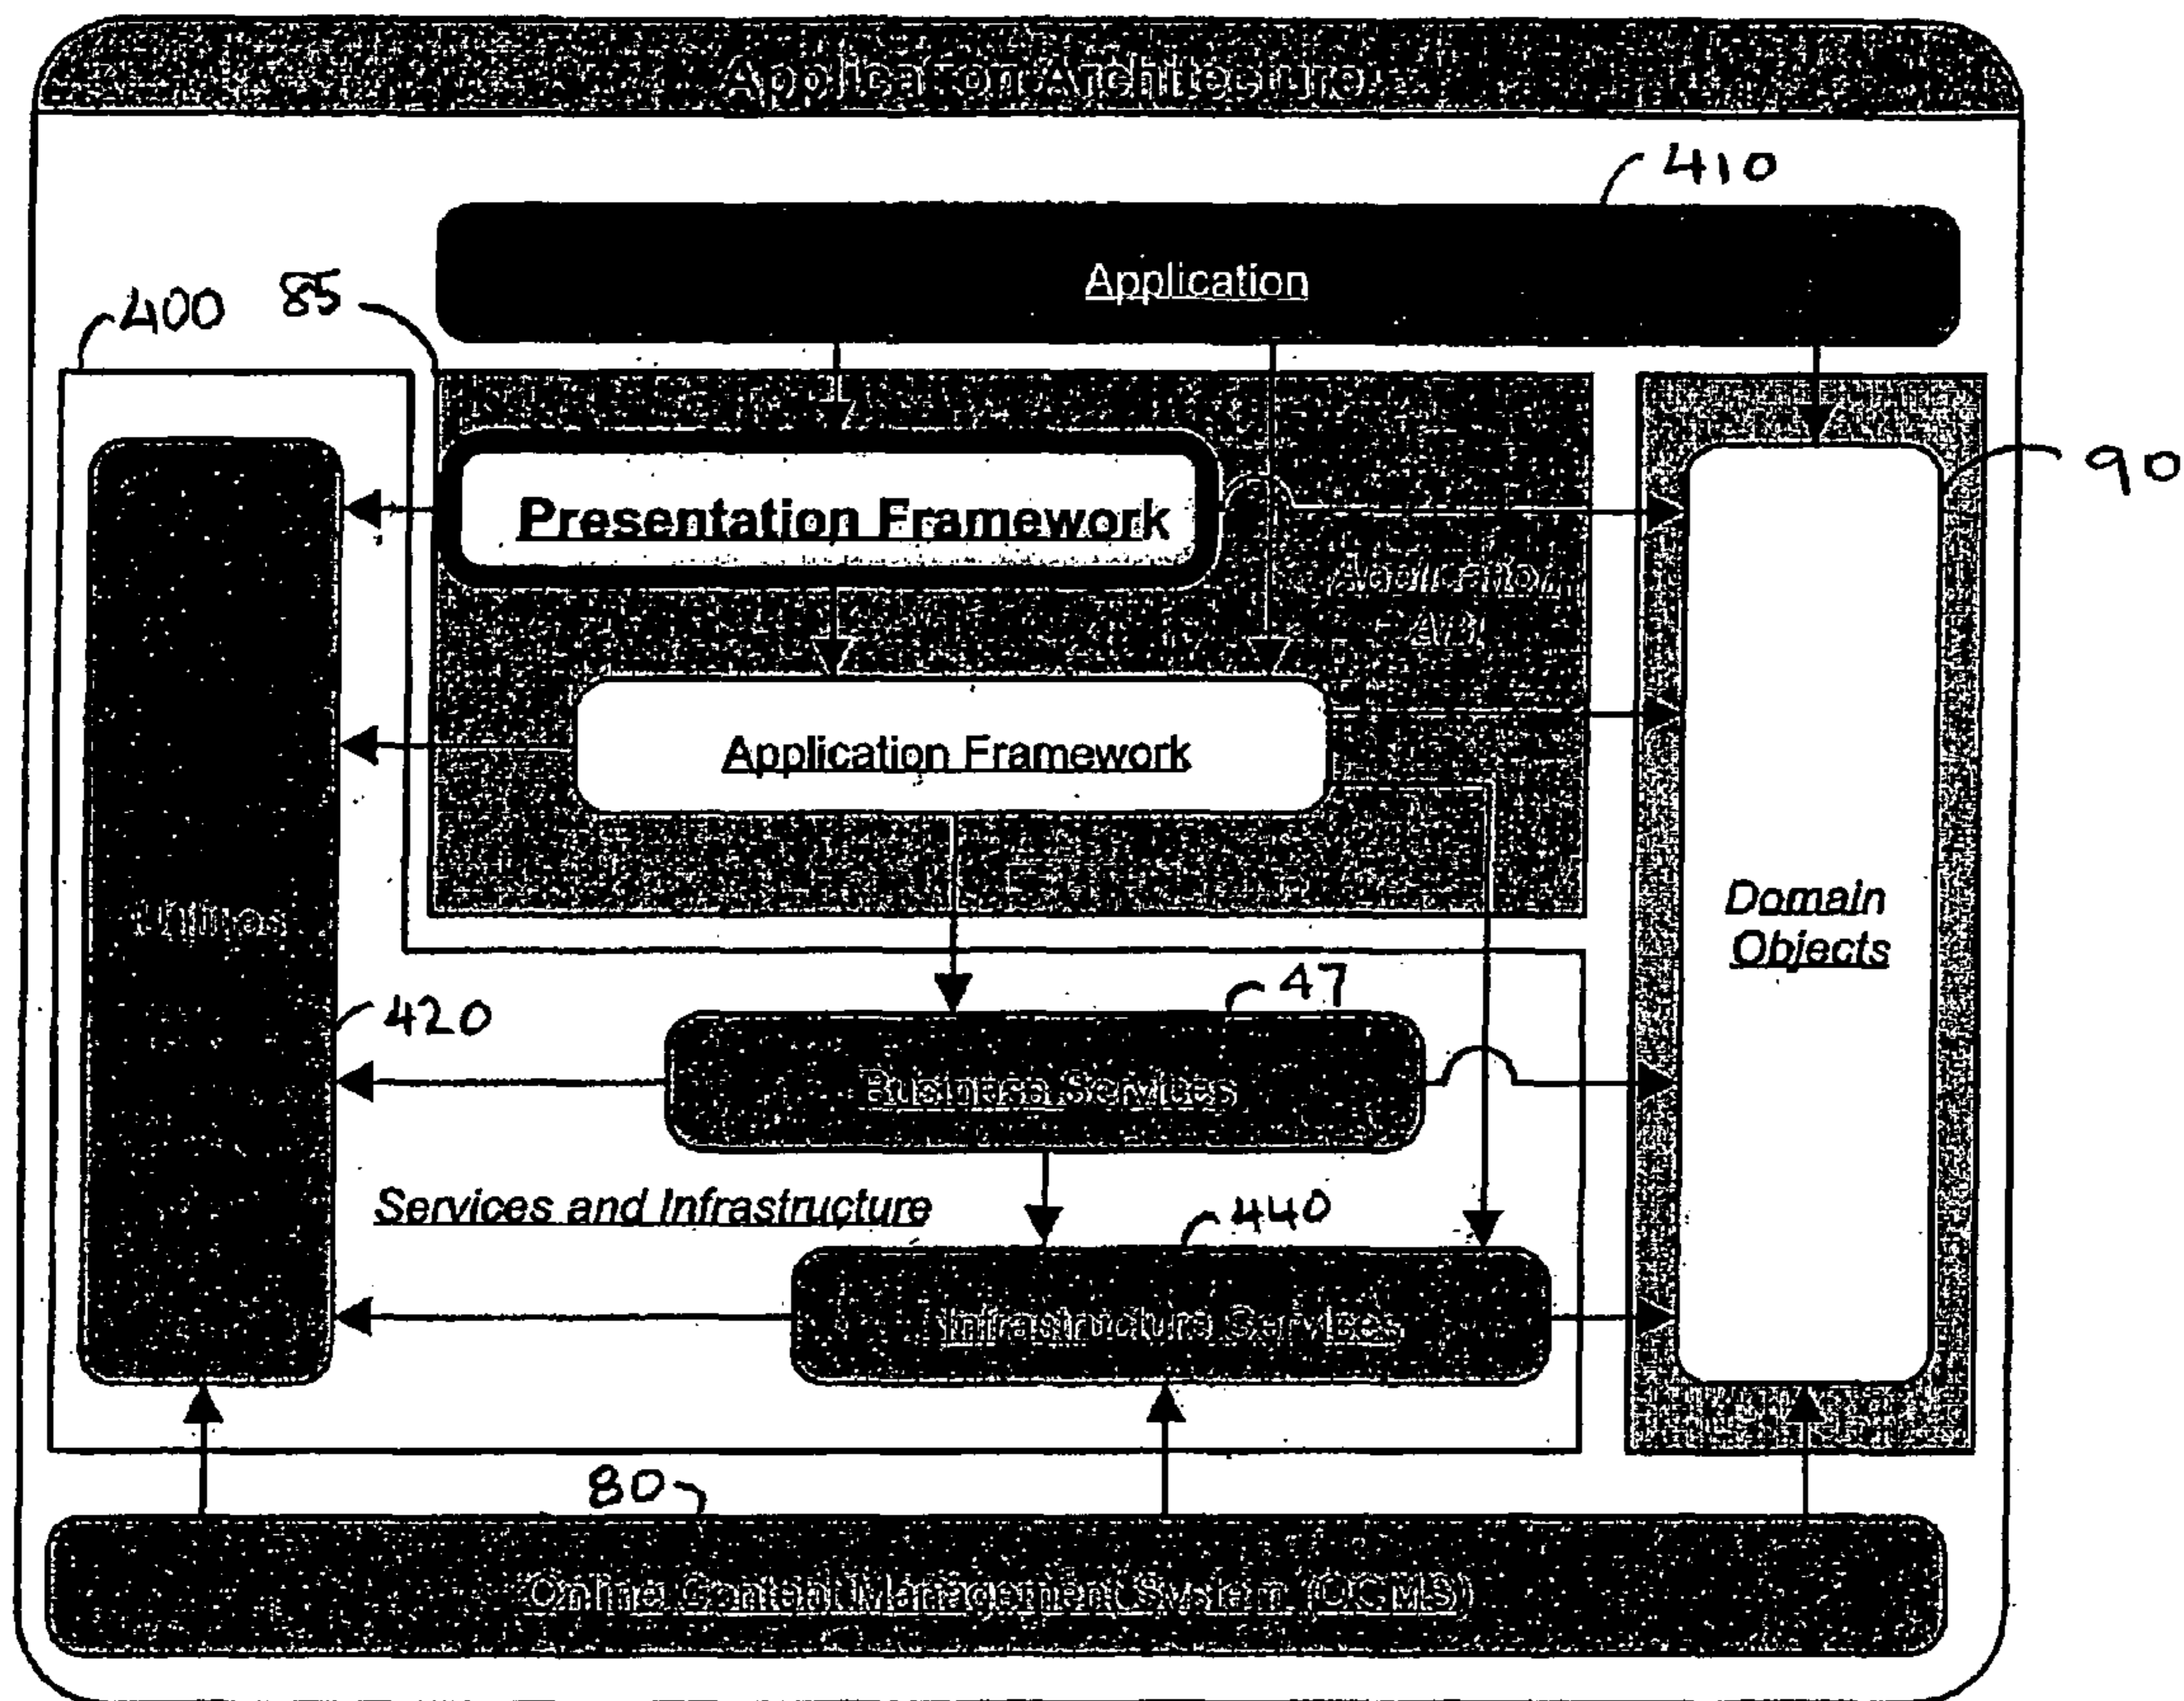 Application Architecture
410
Application
400
85
90
Presentation Framework
Application
API
Application Framework
Domain
Objects
Utilities
47
420
Business Services
Services and Infrastructure
440
Infrastructure Services
80
Online Content Management System (OCMS)